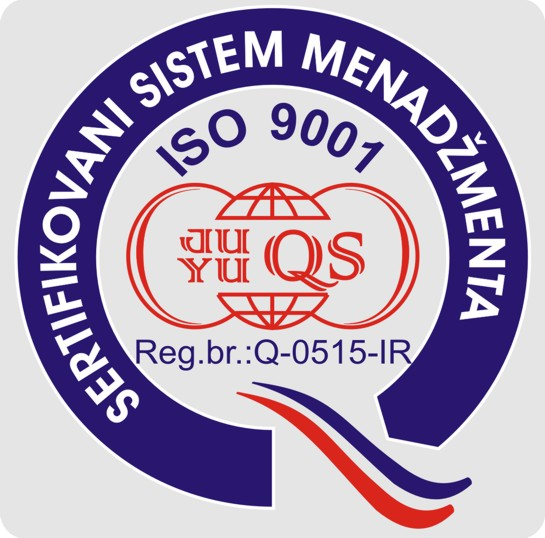 SERTIFIKOVANI SISTEM MENADŽMENTA
ISO 9001
JU QS
YU
Reg.br.:Q-0515-IR